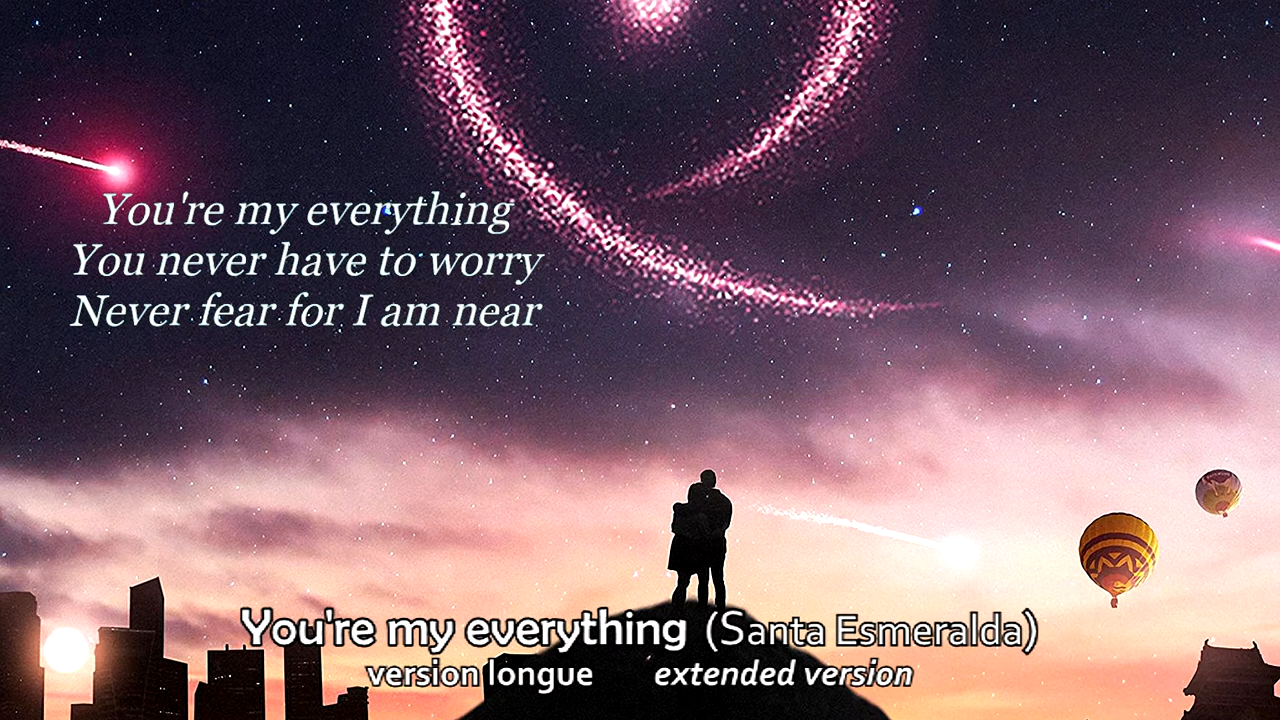 You're my everything
You never have to worry
Never fear for I am near
You're my everything (Santa Esmeralda)
version longue extended version